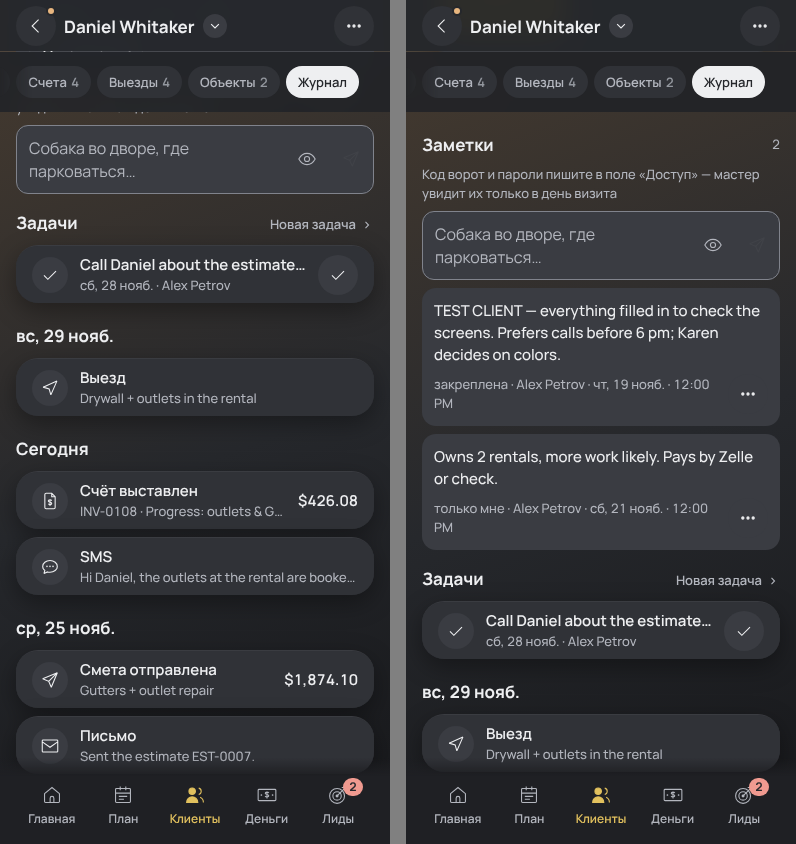 Daniel Whitaker
Счета 4
Выезды 4
Объекты 2
Журнал
Собака во дворе, где
парковаться…
Задачи
Новая задача
Call Daniel about the estimate…
сб, 28 нояб. · Alex Petrov
вс, 29 нояб.
Выезд
Drywall + outlets in the rental
Сегодня
Счёт выставлен
INV-0108 · Progress: outlets & G…
$426.08
SMS
Hi Daniel, the outlets at the rental are booke…
ср, 25 нояб.
Смета отправлена
Gutters + outlet repair
$1,874.10
Письмо
Sent the estimate EST-0007.
Главная
План
Клиенты
Деньги
Лиды
2
Daniel Whitaker
Счета 4
Выезды 4
Объекты 2
Журнал
Заметки
2
Код ворот и пароли пишите в поле «Доступ» — мастер
увидит их только в день визита
Собака во дворе, где
парковаться…
TEST CLIENT — everything filled in to check the
screens. Prefers calls before 6 pm; Karen
decides on colors.
закреплена · Alex Petrov · чт, 19 нояб. · 12:00
PM
Owns 2 rentals, more work likely. Pays by Zelle
or check.
только мне · Alex Petrov · сб, 21 нояб. · 12:00
PM
Задачи
Новая задача
Call Daniel about the estimate…
сб, 28 нояб. · Alex Petrov
вс, 29 нояб.
Выезд
Drywall + outlets in the rental
Главная
План
Клиенты
Деньги
Лиды
2